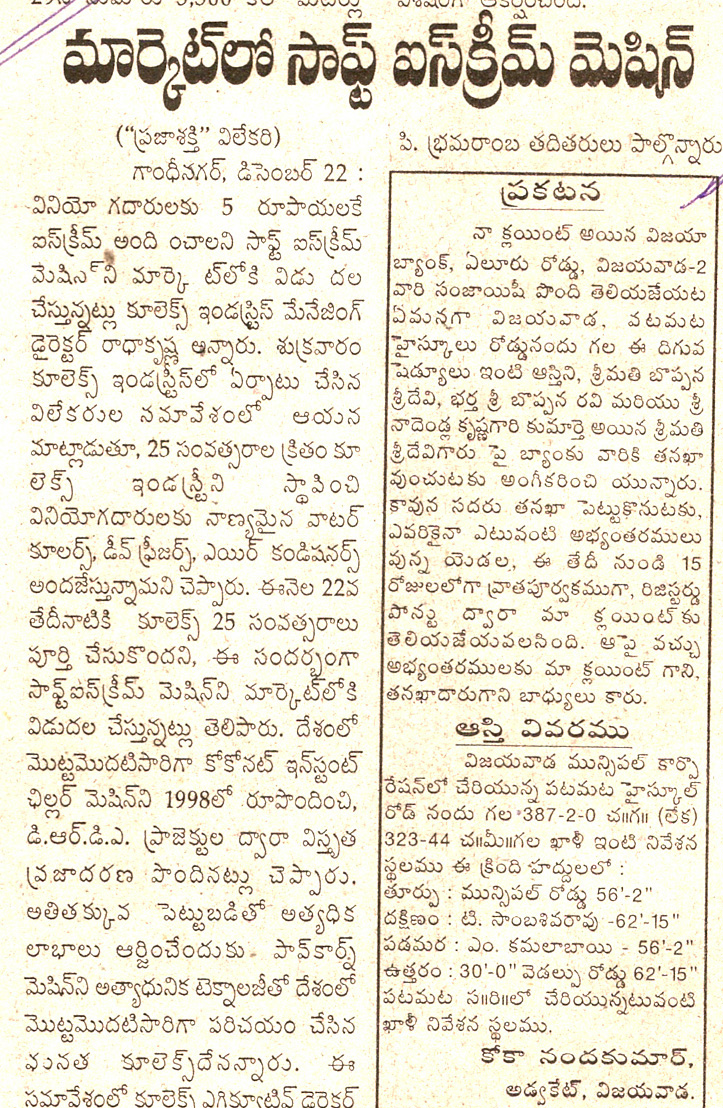 మార్కెట్‌లో సాఫ్ట్ ఐస్‌క్రీమ్ మెషిన్
("ప్రజాశక్తి" విలేకరి)
గాంధీనగర్, డిసెంబర్ 22 :
వినియో గదారులకు 5 రూపాయలకే
ఐస్‌క్రీమ్ అంది ంచాలని సాఫ్ట్ ఐస్‌క్రీమ్
మెషిన్ ని మార్కె ట్‌లోకి విడు దల
చేస్తున్నట్లు కూలెక్స్ ఇండస్ట్రీస్ మేనేజింగ్
డైరెక్టర్ రాధాకృష్ణ అన్నారు. శుక్రవారం
కూలెక్స్ ఇండస్ట్రీస్‌లో ఏర్పాటు చేసిన
విలేకరుల సమావేశంలో ఆయన
మాట్లాడుతూ, 25 సంవత్సరాల క్రితం కూ
లెక్స్ ఇండస్ట్రీని స్థాపించి
వినియోగదారులకు నాణ్యమైన వాటర్
కూలర్స్, డీప్ ఫ్రీజర్స్, ఎయిర్ కండిషనర్స్
అందజేస్తున్నామని చెప్పారు. ఈనెల 22వ
తేదీనాటికి కూలెక్స్ 25 సంవత్సరాలు
పూర్తి చేసుకొందని, ఈ సందర్భంగా
సాఫ్ట్‌ఐస్‌క్రీమ్ మెషిన్‌ని మార్కెట్‌లోకి
విడుదల చేస్తున్నట్లు తెలిపారు. దేశంలో
మొట్టమొదటిసారిగా కోకోనట్ ఇన్‌స్టంట్
ఛిల్లర్ మెషిన్‌ని 1998లో రూపొందించి,
డి.ఆర్.డి.ఎ. ప్రాజెక్టుల ద్వారా విస్తృత
ప్రజాదరణ పొందినట్లు చెప్పారు.
అతితక్కువ పెట్టుబడితో అత్యధిక
లాభాలు ఆర్జించేందుకు పావ్‌కార్న్
మెషిన్‌ని అత్యాధునిక టెక్నాలజీతో దేశంలో
మొట్టమొదటిసారిగా పరిచయం చేసిన
ఘనత కూలెక్స్‌దేనన్నారు. ఈ
సమావేశంలో కూలెక్స్ ఎగ్జిక్యూటివ్ డైరెక్టర్
పి. భ్రమరాంబ తదితరులు పాల్గొన్నారు
ప్రకటన
నా క్లయింట్ అయిన విజయా
బ్యాంక్, ఏలూరు రోడ్డు, విజయవాడ-2
వారి సంజాయిషీ పొంది తెలియజేయట
ఏమనగా విజయవాడ, పటమట
హైస్కూలు రోడ్డునందు గల ఈ దిగువ
షెడ్యూలు ఇంటి ఆస్తిని, శ్రీమతి బొప్పన
శ్రీదేవి, భర్త శ్రీ బొప్పన రవి మరియు శ్రీ
నాదెండ్ల కృష్ణగారి కుమార్తె అయిన శ్రీమతి
శ్రీదేవిగారు పై బ్యాంకు వారికి తనఖా
వుంచుటకు అంగీకరించి యున్నారు.
కావున సదరు తనఖా పెట్టుకొనుటకు,
ఎవరికైనా ఎటువంటి అభ్యంతరములు
వున్న యెడల, ఈ తేదీ నుండి 15
రోజులలోగా వ్రాతపూర్వకముగా, రిజిస్టర్డు
పోస్టు ద్వారా మా క్లయింట్‌కు
తెలియజేయవలసింది. ఆపై వచ్చు
అభ్యంతరములకు మా క్లయింట్ గాని,
తనఖాదారుగాని బాధ్యులు కారు.
ఆస్తి వివరము
విజయవాడ మున్సిపల్ కార్పొ
రేషన్‌లో చేరియున్న పటమట హైస్కూల్
రోడ్ నందు గల 387-2-0 చ॥గ॥ (లేక)
323-44 చ॥మీ॥గల ఖాళీ ఇంటి నివేశన
స్థలము ఈ క్రింది హద్దులలో :
తూర్పు : మున్సిపల్ రోడ్డు 56'-2"
దక్షిణం : టి. సాంబశివరావు -62'-15"
పడమర : ఎం. కమలాబాయి - 56'-2"
ఉత్తరం : 30'-0" వెడల్పు రోడ్డు 62'-15"
పటమట స॥రి॥లో చేరియున్నటువంటి
ఖాళీ నివేశన స్థలము.
కోకా నందకుమార్,
అడ్వకేట్, విజయవాడ.